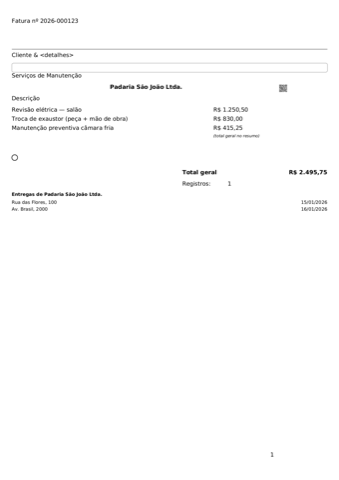 Fatura nº 2026-000123
Cliente & <detalhes>
Serviços de Manutenção
Padaria São João Ltda.
Descrição
Revisão elétrica — salão R$ 1.250,50
Troca de exaustor (peça + mão de obra) R$ 830,00
Manutenção preventiva câmara fria R$ 415,25
(total geral no resumo)
Total geral R$ 2.495,75
Registros: 1
Entregas de Padaria São João Ltda.
Rua das Flores, 100 15/01/2026
Av. Brasil, 2000 16/01/2026
1